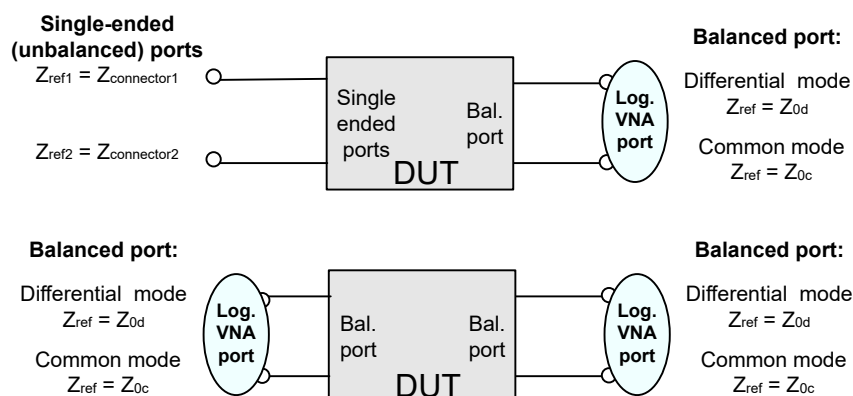 Single-ended
(unbalanced) ports
Zref1 = Zconnector1
Zref2 = Zconnector2
Single
ended
ports
Bal.
port
DUT
Log.
VNA
port
Balanced port:
Differential mode
Zref = Z0d
Common mode
Zref = Z0c
Balanced port:
Differential mode
Zref = Z0d
Common mode
Zref = Z0c
Log.
VNA
port
Bal.
port
Bal.
port
DUT
Log.
VNA
port
Balanced port:
Differential mode
Zref = Z0d
Common mode
Zref = Z0c